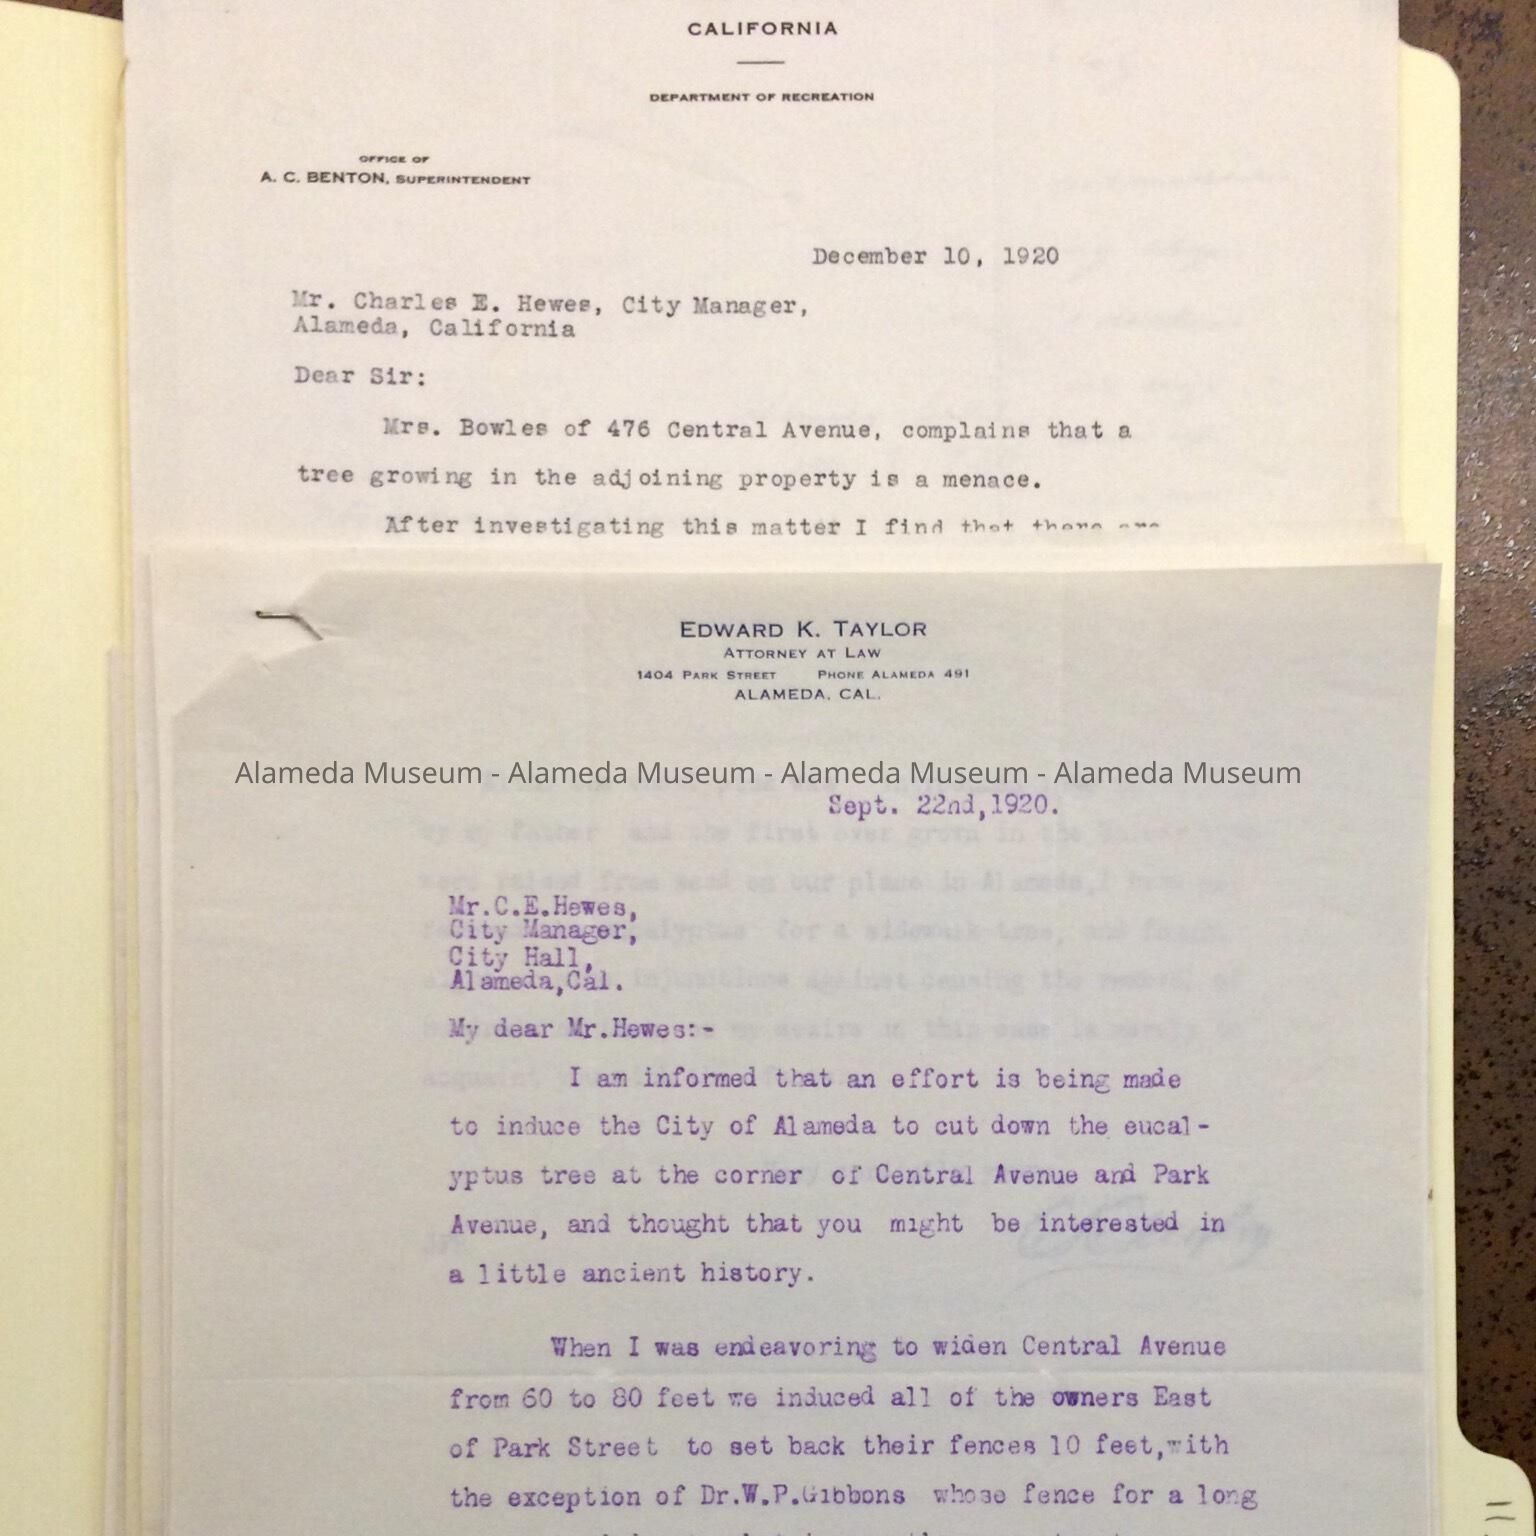 CALIFORNIA
DEPARTMENT OF RECREATION
OFFICE OF
A. C. BENTON, SUPERINTENDENT
December 10, 1920
Mr. Charles E. Hewes, City Manager,
Alameda, California
Dear Sir:
Mrs. Bowles of 476 Central Avenue, complains that a
tree growing in the adjoining property is a menace.
After investigating this matter I find that there are
EDWARD K. TAYLOR
ATTORNEY AT LAW
1404 PARK STREET PHONE ALAMEDA 491
ALAMEDA, CAL.
Alameda Museum - Alameda Museum - Alameda Museum - Alameda Museum
Sept. 22nd,1920.
Mr.C.E.Hewes,
City Manager,
City Hall,
Alameda,Cal.
My dear Mr.Hewes:-
I am informed that an effort is being made
to induce the City of Alameda to cut down the eucal-
yptus tree at the corner of Central Avenue and Park
Avenue, and thought that you might be interested in
a little ancient history.
When I was endeavoring to widen Central Avenue
from 60 to 80 feet we induced all of the owners East
of Park Street to set back their fences 10 feet,with
the exception of Dr.W.P.Gibbons whose fence for a long